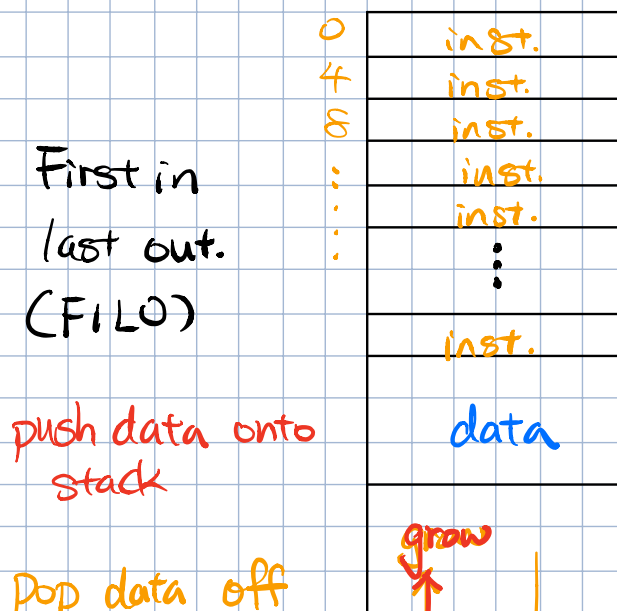 0 inst.
4 inst.
8 inst.
First in
inst.
inst.
last out.
(FILO)
inst.
push data onto
stack
data
grow
pop data off